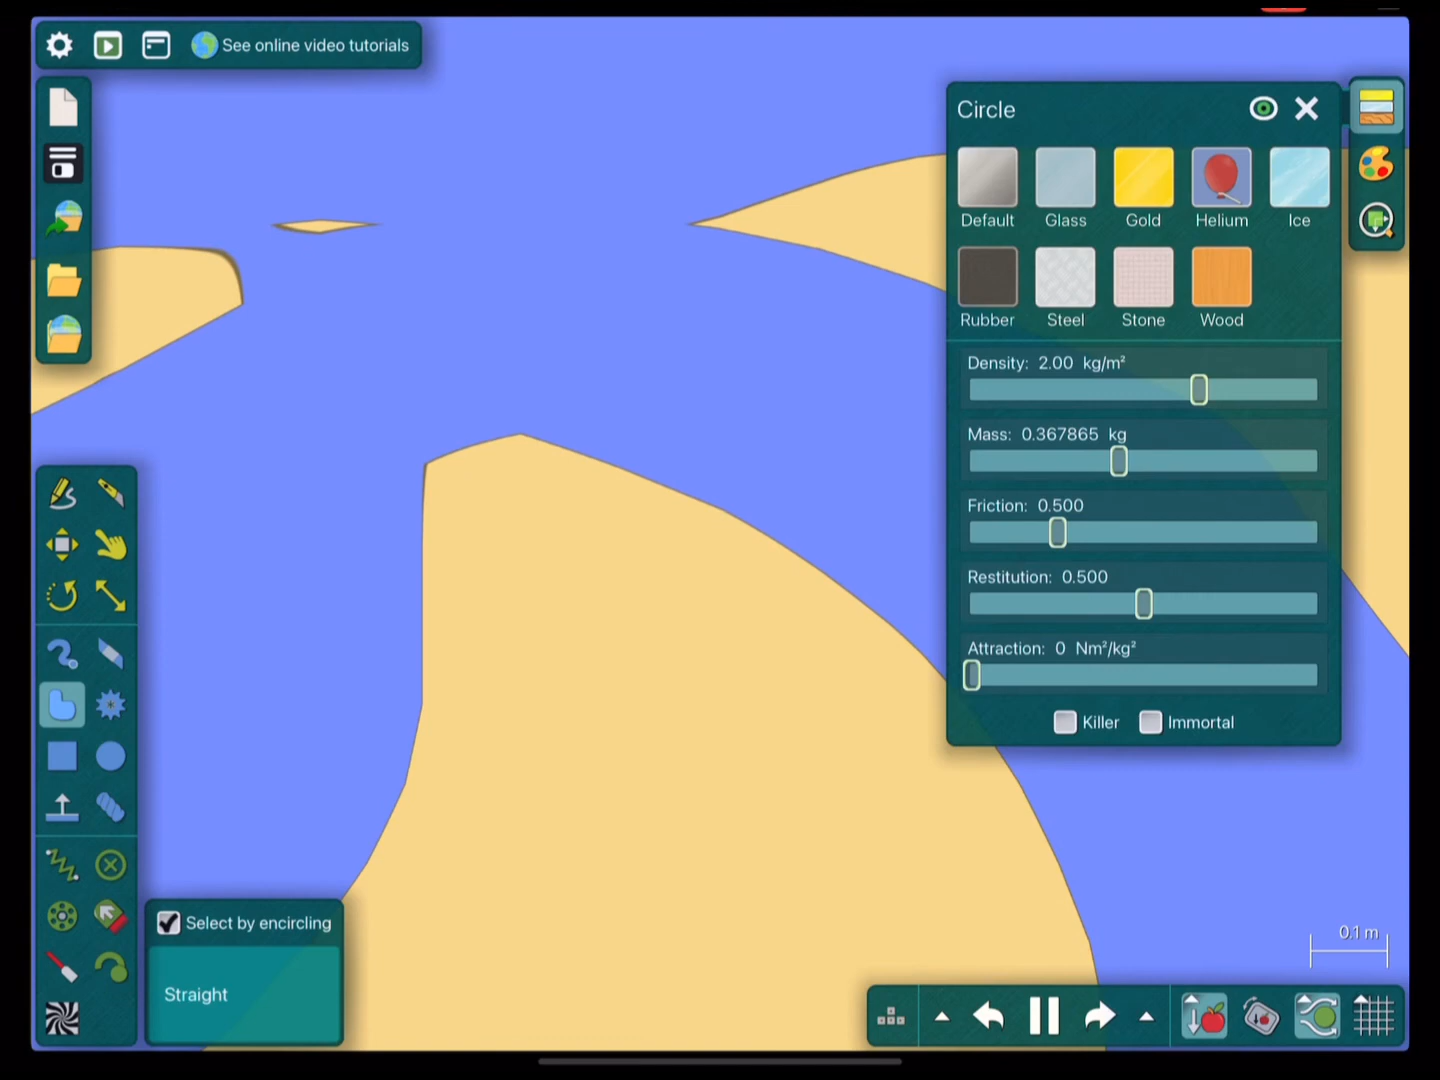 See online video tutorials
Circle
Default
Glass
Gold
Helium
Ice
Rubber
Steel
Stone
Wood
Density: 2.00 kg/m²
Mass: 0.367865 kg
Friction: 0.500
Restitution: 0.500
Attraction: 0 Nm²/kg²
Killer
Immortal
Select by encircling
Straight
0.1 m